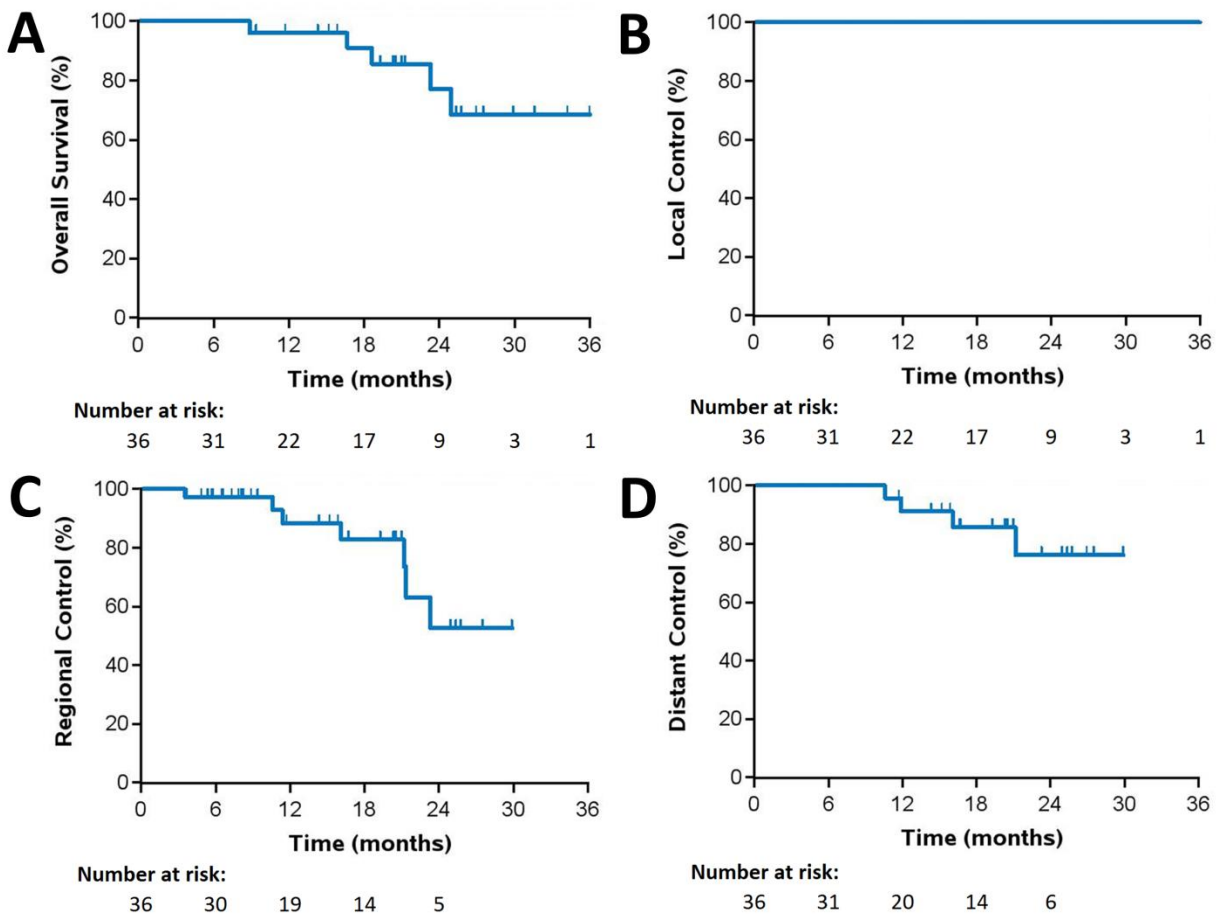 A
Overall Survival (%)
100
80
60
40
20
0
0 6 12 18 24 30 36
Time (months)
Number at risk:
36 31 22 17 9 3 1
B
Local Control (%)
100
80
60
40
20
0
0 6 12 18 24 30 36
Time (months)
Number at risk:
36 31 22 17 9 3 1
C
Regional Control (%)
100
80
60
40
20
0
0 6 12 18 24 30 36
Time (months)
Number at risk:
36 30 19 14 5
D
Distant Control (%)
100
80
60
40
20
0
0 6 12 18 24 30 36
Time (months)
Number at risk:
36 31 20 14 6